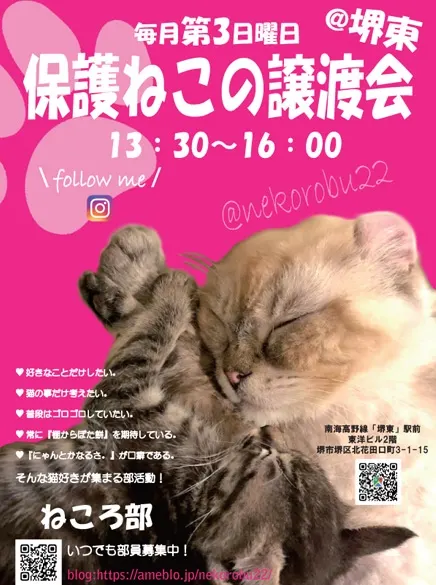 毎月第3日曜日
@堺東
保護ねこの譲渡会
13：30～16：00
\ follow me /
@nekorobu22
♥ 好きなことだけしたい。
♥ 猫の事だけ考えたい。
♥ 普段はゴロゴロしていたい。
♥ 常に『棚からぼた餅』を期待している。
♥ 『にゃんとかなるさ。』が口癖である。
そんな猫好きが集まる部活動！
南海高野線「堺東」駅前
東洋ビル2階
堺市堺区北花田口町3-1-15
ねころ部
いつでも部員募集中！
blog:https://ameblo.jp/nekorobu22/